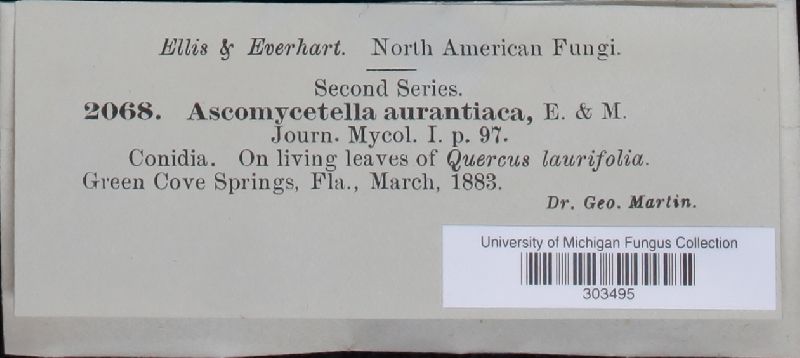 Ellis & Everhart. North American Fungi.
Second Series.
2068. Ascomycetella aurantiaca, E. & M.
Journ. Mycol. I. p. 97.
Conidia. On living leaves of Quercus laurifolia.
Green Cove Springs, Fla., March, 1883.
Dr. Geo. Martin.
University of Michigan Fungus Collection
303495